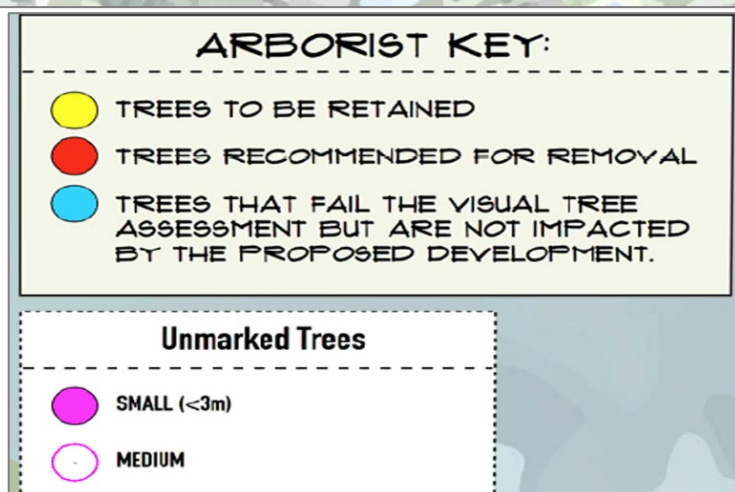 ARBORIST KEY:
TREES TO BE RETAINED
TREES RECOMMENDED FOR REMOVAL
TREES THAT FAIL THE VISUAL TREE
ASSESSMENT BUT ARE NOT IMPACTED
BY THE PROPOSED DEVELOPMENT.
Unmarked Trees
SMALL (<3m)
MEDIUM